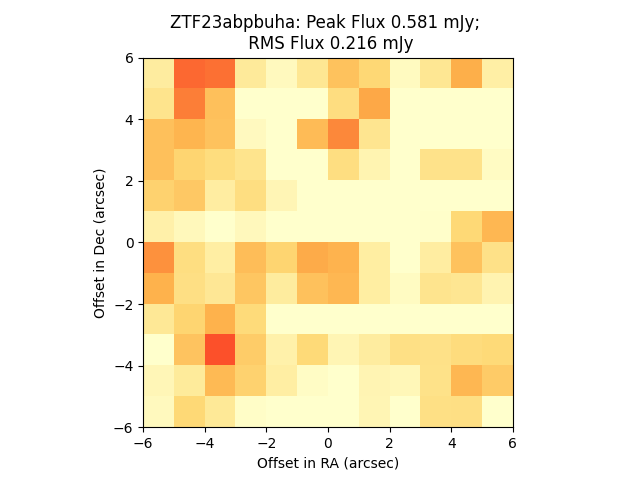 ZTF23abpbuha: Peak Flux 0.581 mJy;
RMS Flux 0.216 mJy
6
4
2
0
−2
−4
−6
Offset in Dec (arcsec)
−6 −4 −2 0 2 4 6
Offset in RA (arcsec)